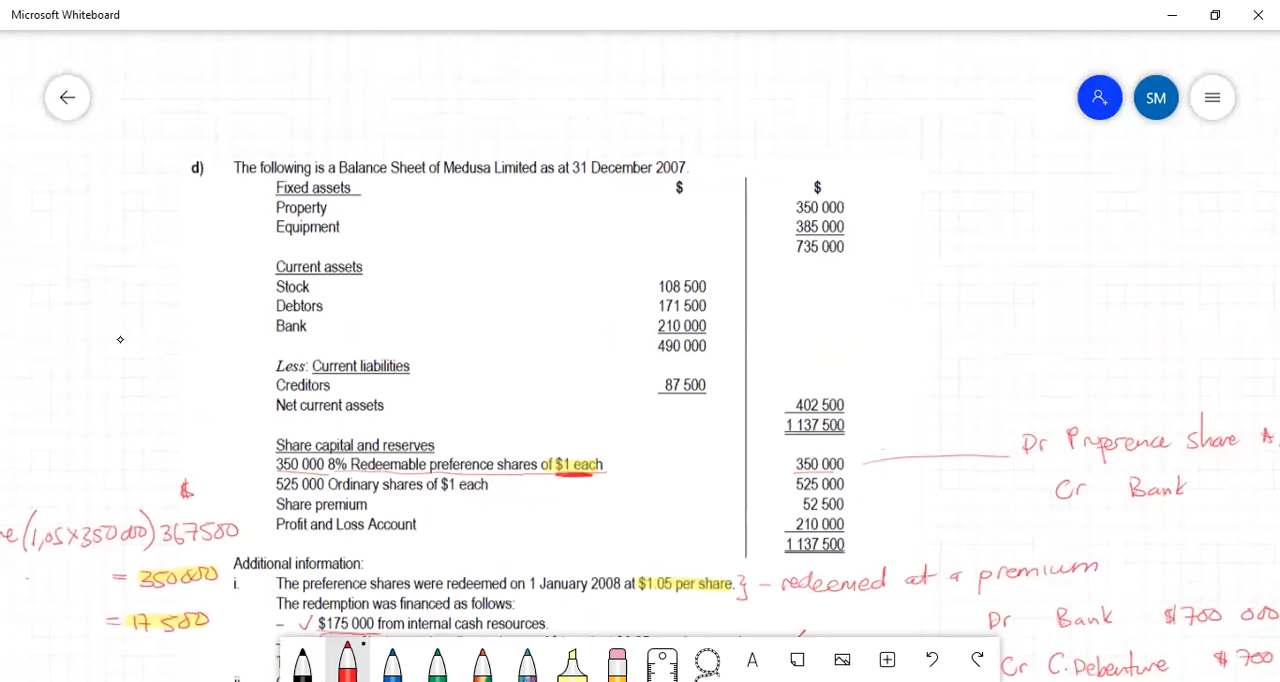 Microsoft Whiteboard
SM
d) The following is a Balance Sheet of Medusa Limited as at 31 December 2007.
Fixed assets $ $
Property 350 000
Equipment 385 000
735 000
Current assets
Stock 108 500
Debtors 171 500
Bank 210 000
490 000
Less: Current liabilities
Creditors 87 500
Net current assets 402 500
1 137 500
Share capital and reserves
350 000 8% Redeemable preference shares of $1 each 350 000
525 000 Ordinary shares of $1 each 525 000
Share premium 52 500
Profit and Loss Account 210 000
1 137 500
Dr Preference share A
Cr Bank
$
(1,05x350000) 367500
= 350000
= 17 500
Additional information:
i. The preference shares were redeemed on 1 January 2008 at $1.05 per share. } – redeemed at a premium
The redemption was financed as follows:
– ✓ $175 000 from internal cash resources.
Dr Bank $700 000
Cr C.Debenture $700
A